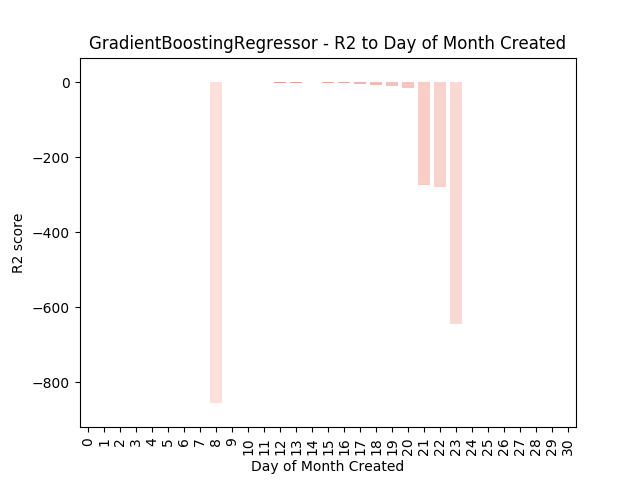 GradientBoostingRegressor - R2 to Day of Month Created
R2 score
0
−200
−400
−600
−800
0 1 2 3 4 5 6 7 8 9 10 11 12 13 14 15 16 17 18 19 20 21 22 23 24 25 26 27 28 29 30
Day of Month Created